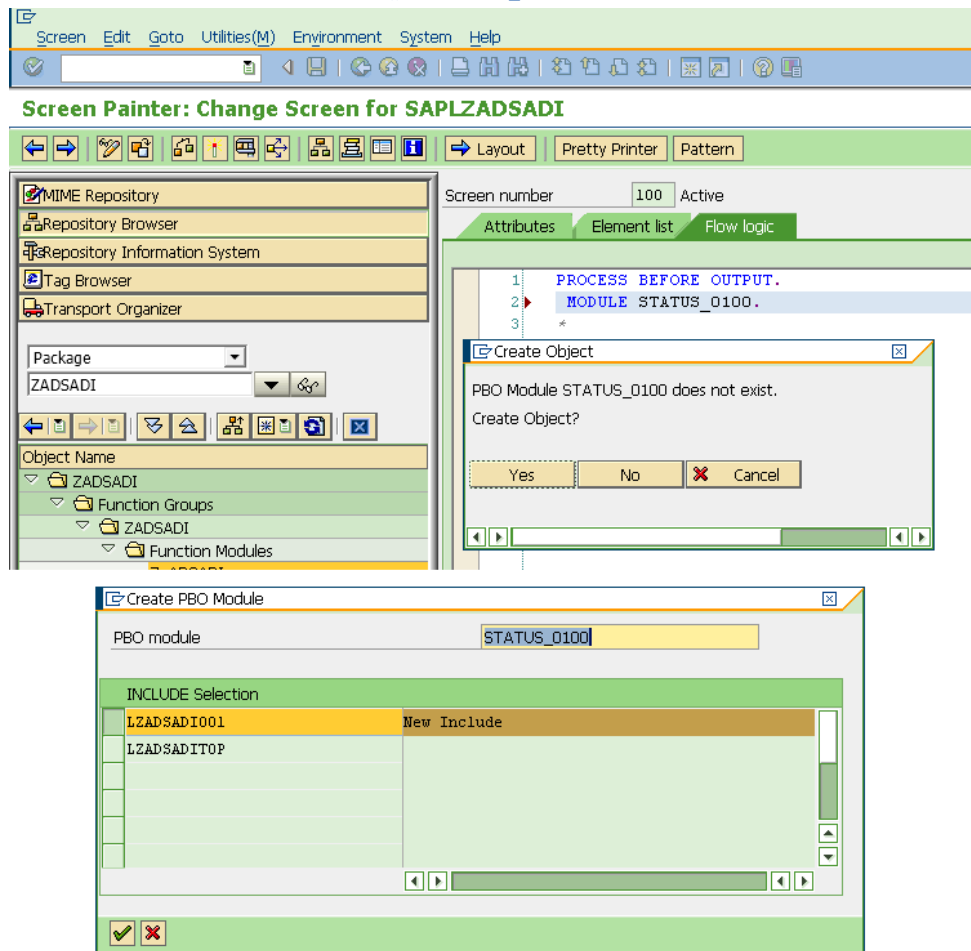 Screen Edit Goto Utilities(M) Environment System Help
Screen Painter: Change Screen for SAPLZADSADI
Layout Pretty Printer Pattern
MIME Repository
Repository Browser
Repository Information System
Tag Browser
Transport Organizer
Package
ZADSADI
Object Name
ZADSADI
Function Groups
ZADSADI
Function Modules
Screen number 100 Active
Attributes Element list Flow logic
1 PROCESS BEFORE OUTPUT.
2 MODULE STATUS_0100.
3 *
Create Object
PBO Module STATUS_0100 does not exist.
Create Object?
Yes No Cancel
Create PBO Module
PBO module STATUS_0100
INCLUDE Selection
LZADSADIO01 New Include
LZADSADITOP